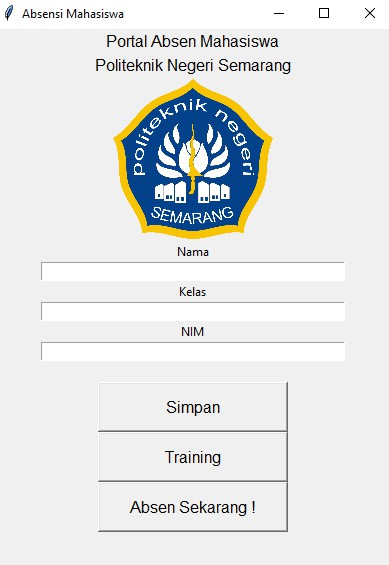 Absensi Mahasiswa
Portal Absen Mahasiswa
Politeknik Negeri Semarang
politeknik negeri
SEMARANG
Nama
Kelas
NIM
Simpan
Training
Absen Sekarang !